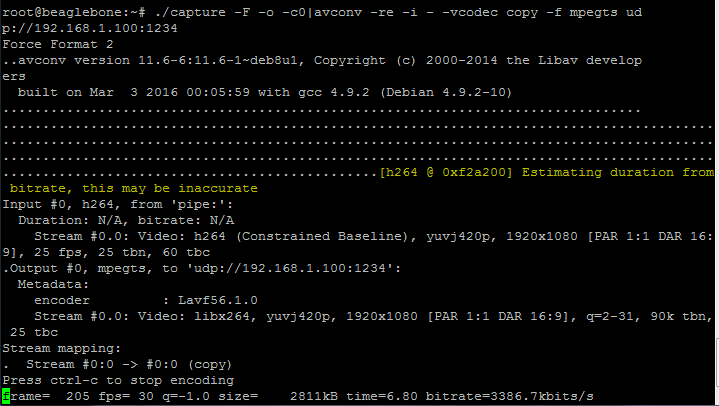 root@beaglebone:~# ./capture -F -o -c0|avconv -re -i - -vcodec copy -f mpegts ud
p://192.168.1.100:1234
Force Format 2
..avconv version 11.6-6:11.6-1~deb8u1, Copyright (c) 2000-2014 the Libav develop
ers
  built on Mar  3 2016 00:05:59 with gcc 4.9.2 (Debian 4.9.2-10)
................................................................................
.........................................................................................
.........................................................................................
.........................................................................................
...............................................[h264 @ 0xf2a200] Estimating duration from
 bitrate, this may be inaccurate
Input #0, h264, from 'pipe:':
  Duration: N/A, bitrate: N/A
    Stream #0.0: Video: h264 (Constrained Baseline), yuvj420p, 1920x1080 [PAR 1:1 DAR 16:
9], 25 fps, 25 tbn, 60 tbc
.Output #0, mpegts, to 'udp://192.168.1.100:1234':
  Metadata:
    encoder         : Lavf56.1.0
    Stream #0.0: Video: libx264, yuvj420p, 1920x1080 [PAR 1:1 DAR 16:9], q=2-31, 90k tbn,
 25 tbc
Stream mapping:
.  Stream #0:0 -> #0:0 (copy)
Press ctrl-c to stop encoding
frame=  205 fps= 30 q=-1.0 size=    2811kB time=6.80 bitrate=3386.7kbits/s